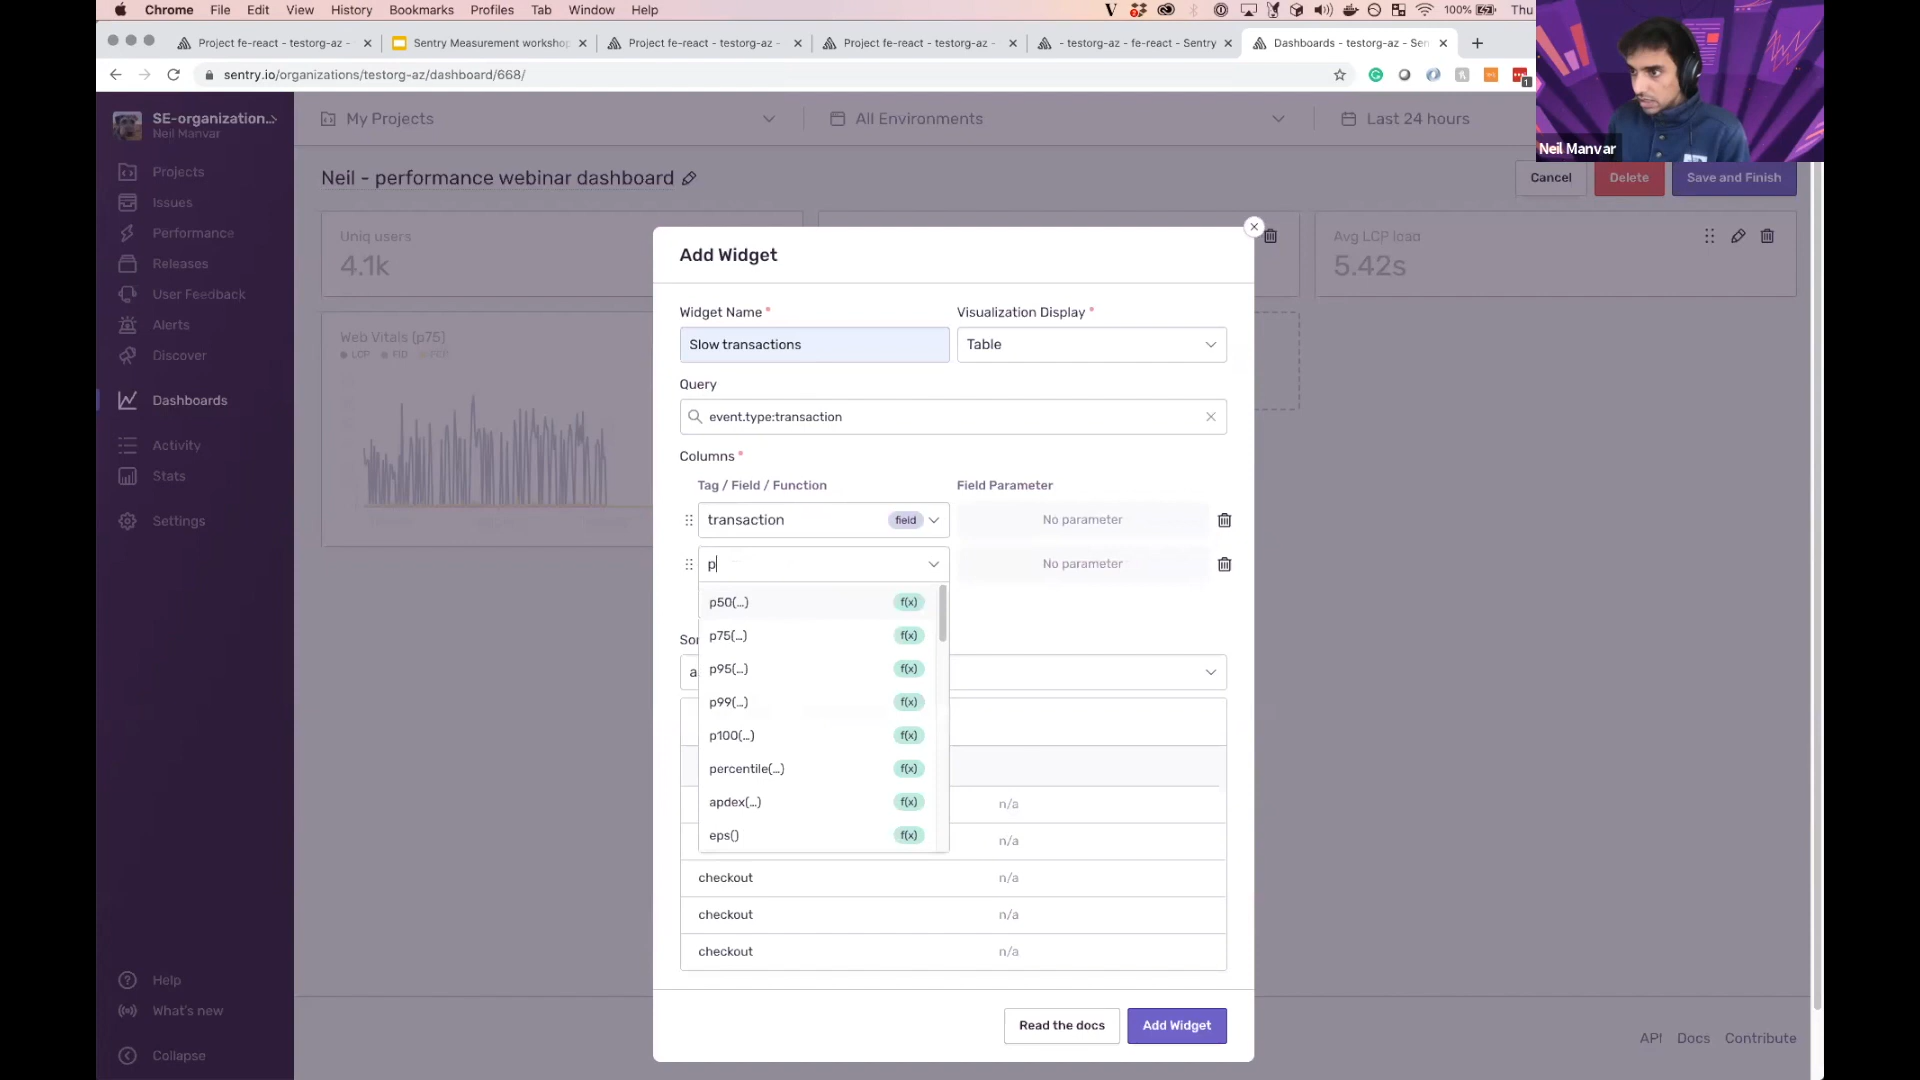 Chrome File Edit View History Bookmarks Profiles Tab Window Help 100% Thu
Project fe-react - testorg-az - Sentry Measurement workshop Project fe-react - testorg-az - Project fe-react - testorg-az - - testorg-az - fe-react - Sentry Dashboards - testorg-az - Sen
sentry.io/organizations/testorg-az/dashboard/668/
SE-organization...
Neil Manvar
My Projects All Environments Last 24 hours
Neil Manvar
Projects
Issues
Performance
Releases
User Feedback
Alerts
Discover
Dashboards
Activity
Stats
Settings
Help
What's new
Collapse
Neil - performance webinar dashboard
Cancel Delete Save and Finish
Uniq users
4.1k
Avg LCP load
5.42s
Web Vitals (p75)
LCP FID FCP
Add Widget
Widget Name * Visualization Display *
Slow transactions Table
Query
event.type:transaction
Columns *
Tag / Field / Function Field Parameter
transaction field No parameter
p No parameter
p50(...) f(x)
p75(...) f(x)
p95(...) f(x)
p99(...) f(x)
p100(...) f(x)
percentile(...) f(x)
apdex(...) f(x)
eps() f(x)
So
a
n/a
n/a
checkout n/a
checkout n/a
checkout n/a
Read the docs Add Widget
API Docs Contribute